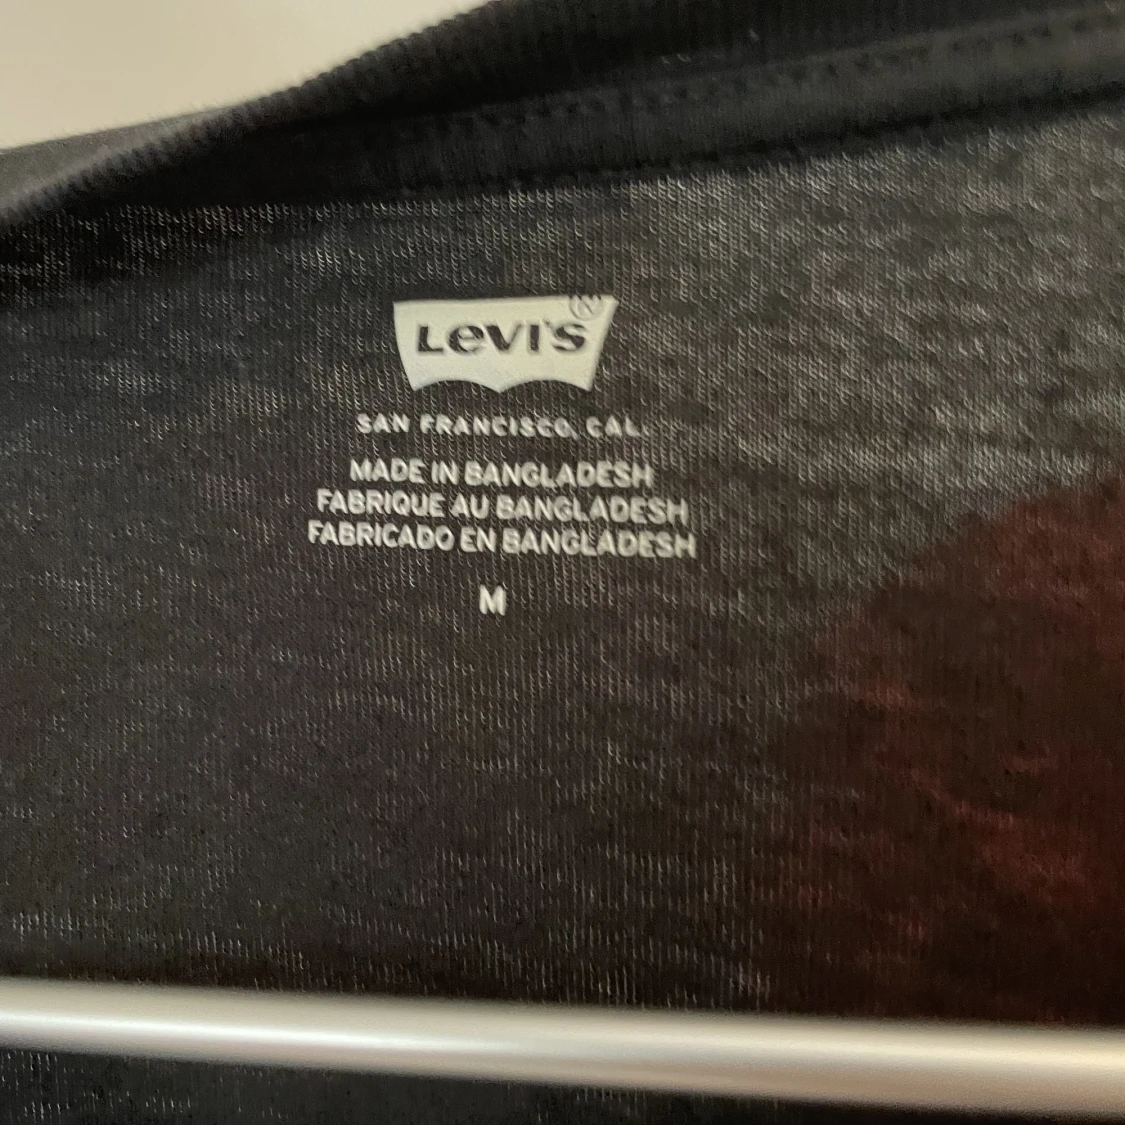 Levi's ®
SAN FRANCISCO, CAL.
MADE IN BANGLADESH
FABRIQUE AU BANGLADESH
FABRICADO EN BANGLADESH
M